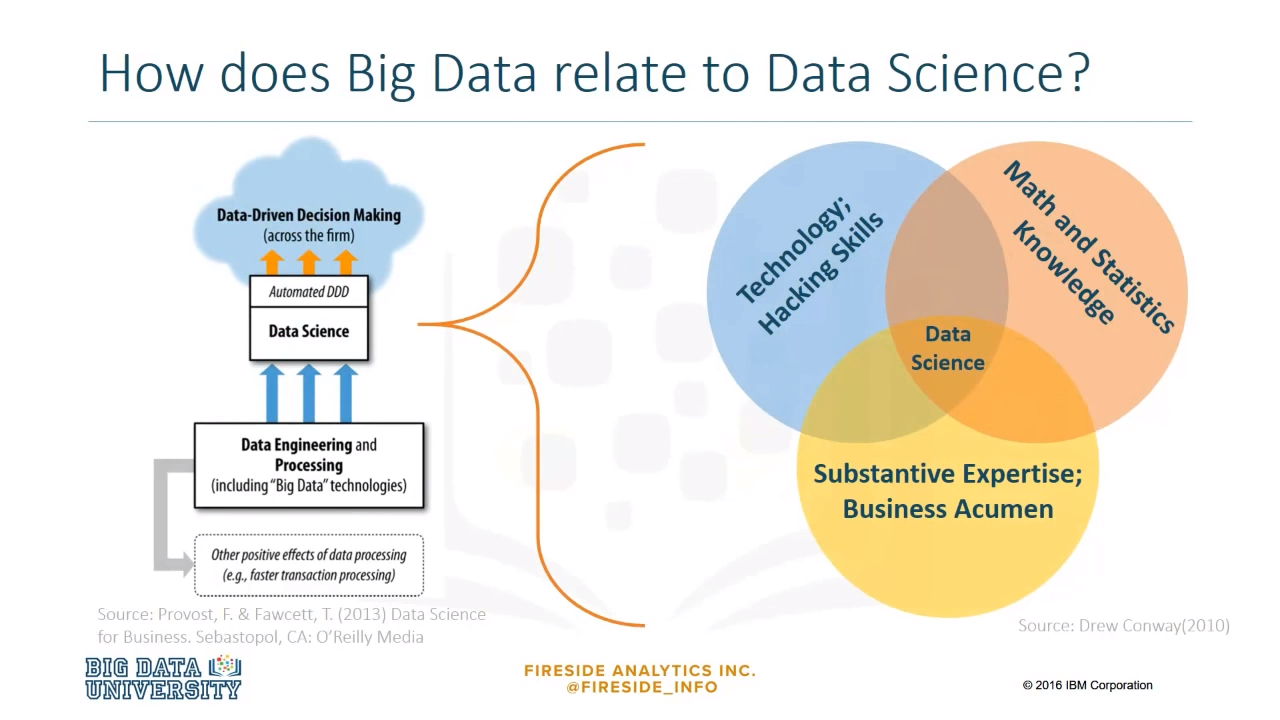 How does Big Data relate to Data Science?
Data-Driven Decision Making
(across the firm)
Automated DDD
Data Science
Data Engineering and
Processing
(including “Big Data” technologies)
Other positive effects of data processing
(e.g., faster transaction processing)
Source: Provost, F. & Fawcett, T. (2013) Data Science
for Business. Sebastopol, CA: O’Reilly Media
Technology;
Hacking Skills
Math and Statistics
Knowledge
Data
Science
Substantive Expertise;
Business Acumen
Source: Drew Conway(2010)
BIG DATA
UNIVERSITY
FIRESIDE ANALYTICS INC.
@FIRESIDE_INFO
© 2016 IBM Corporation